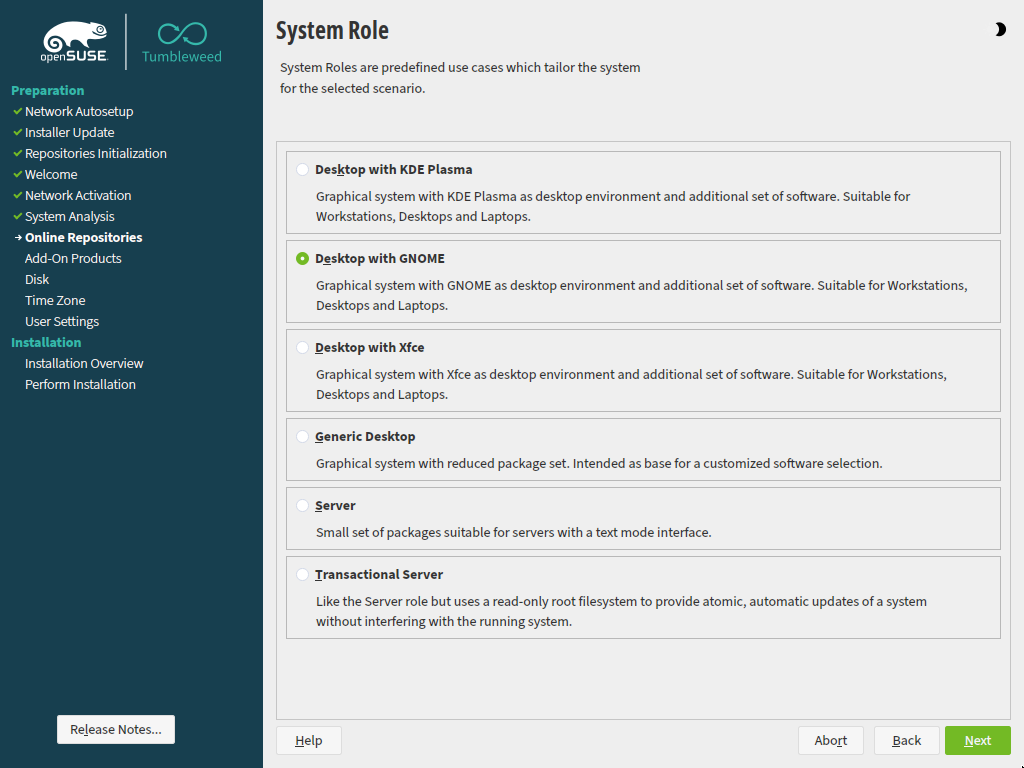 openSUSE
Tumbleweed
Preparation
Network Autosetup
Installer Update
Repositories Initialization
Welcome
Network Activation
System Analysis
Online Repositories
Add-On Products
Disk
Time Zone
User Settings
Installation
Installation Overview
Perform Installation
Release Notes...
System Role
System Roles are predefined use cases which tailor the system
for the selected scenario.
Desktop with KDE Plasma
Graphical system with KDE Plasma as desktop environment and additional set of software. Suitable for
Workstations, Desktops and Laptops.
Desktop with GNOME
Graphical system with GNOME as desktop environment and additional set of software. Suitable for Workstations,
Desktops and Laptops.
Desktop with Xfce
Graphical system with Xfce as desktop environment and additional set of software. Suitable for Workstations,
Desktops and Laptops.
Generic Desktop
Graphical system with reduced package set. Intended as base for a customized software selection.
Server
Small set of packages suitable for servers with a text mode interface.
Transactional Server
Like the Server role but uses a read-only root filesystem to provide atomic, automatic updates of a system
without interfering with the running system.
Help
Abort
Back
Next